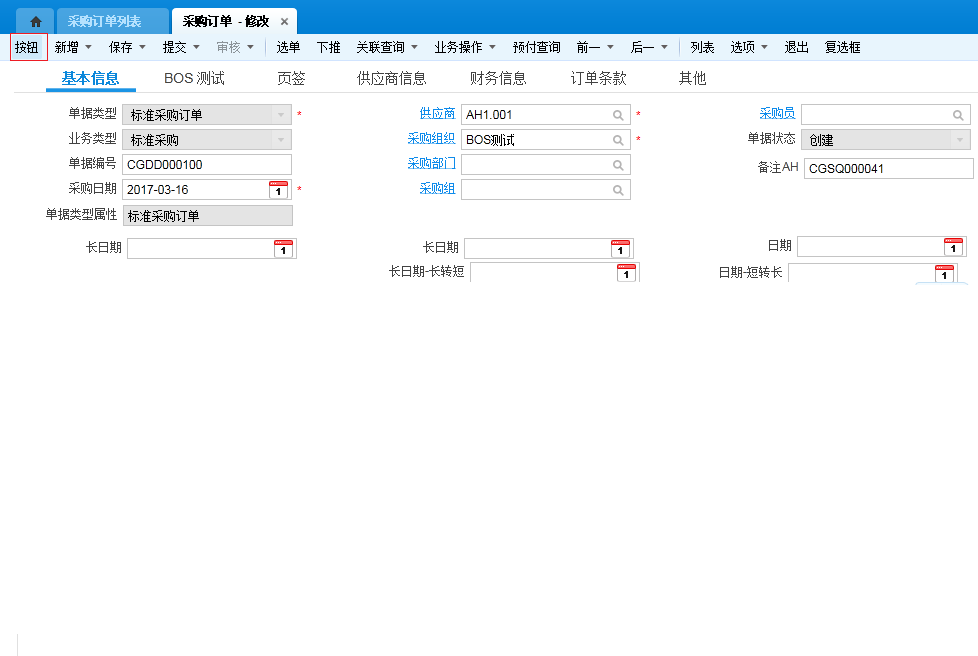 采购订单列表 采购订单 - 修改 ×
按钮 新增 保存 提交 审核 选单 下推 关联查询 业务操作 预付查询 前一 后一 列表 选项 退出 复选框
基本信息 BOS 测试 页签 供应商信息 财务信息 订单条款 其他
单据类型 标准采购订单 * 供应商 AH1.001 * 采购员
业务类型 标准采购 采购组织 BOS测试 * 单据状态 创建
单据编号 CGDD000100 采购部门 备注AH CGSQ000041
采购日期 2017-03-16 1 * 采购组
单据类型属性 标准采购订单
长日期 1 长日期 1 日期 1
长日期-长转短 1 日期-短转长 1